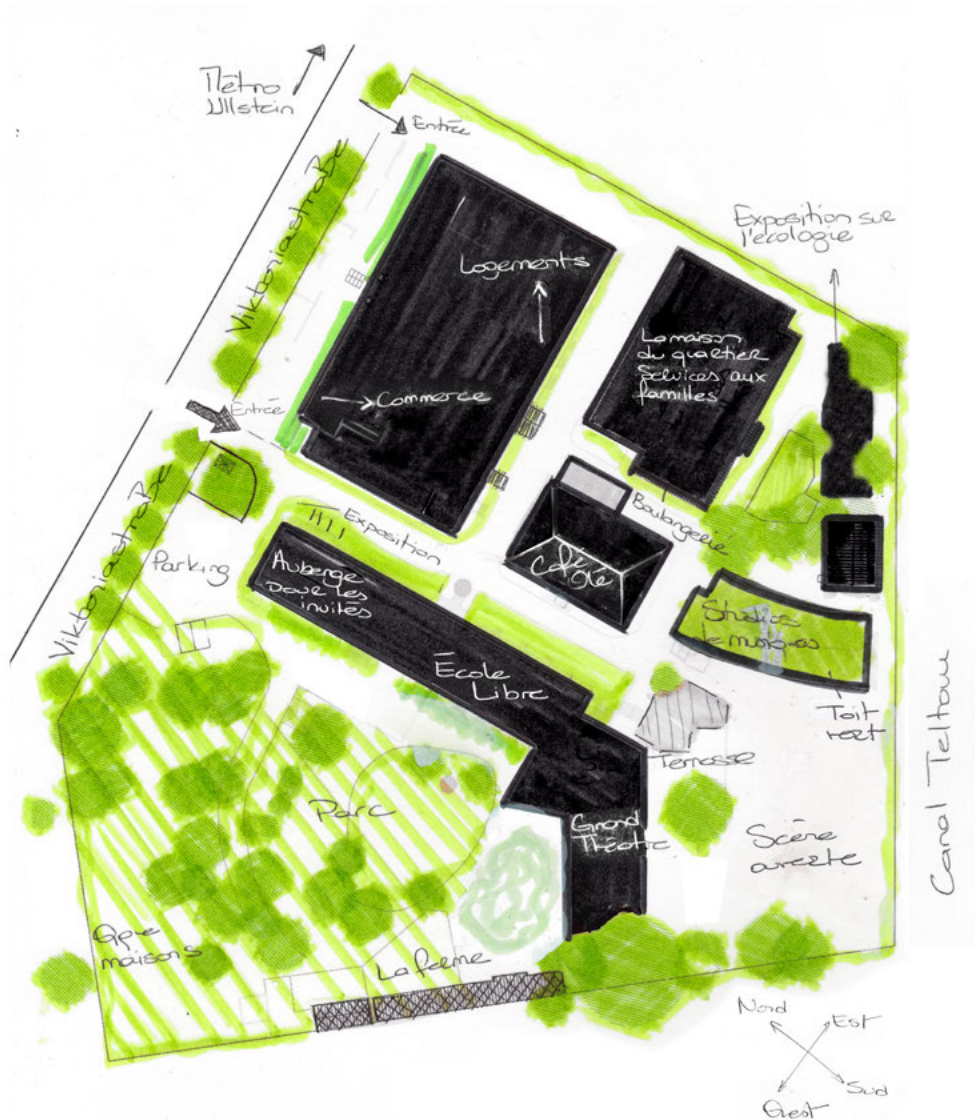 Métro
Ullstein
Entrée
Viktoriastraße
Exposition sur
l'écologie
Logements
La maison
du quartier
Services aux
familles
Commerce
Entrée
Boulangerie
Exposition
Viktoriastraße
Parking
Auberge
pour les
invités
Café
Olé
Studios
École
Libre
Toit
vert
Terrasse
Canal Teltow
Parc
Grand
Théâtre
Scène
ouverte
maisons
La ferme
Nord
Est
Sud
Ouest